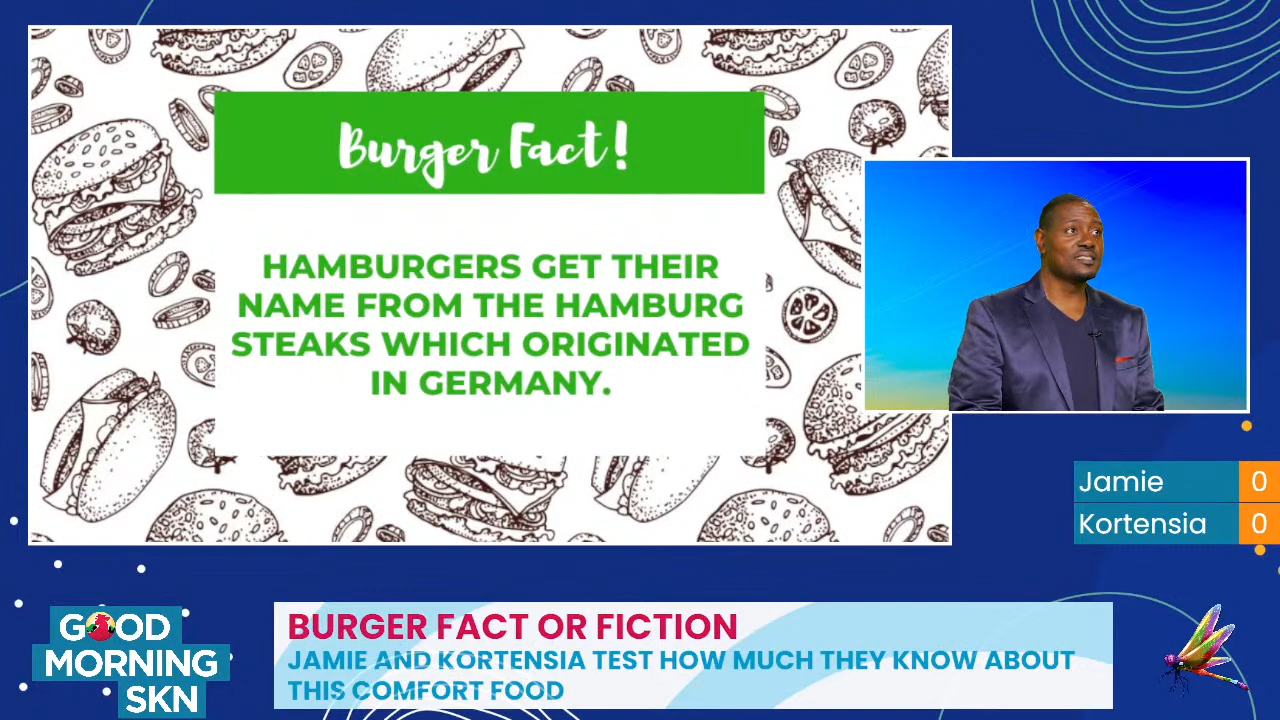 Burger Fact!
HAMBURGERS GET THEIR
NAME FROM THE HAMBURG
STEAKS WHICH ORIGINATED
IN GERMANY.
Jamie 0
Kortensia 0
GOOD
MORNING
SKN
BURGER FACT OR FICTION
JAMIE AND KORTENSIA TEST HOW MUCH THEY KNOW ABOUT
THIS COMFORT FOOD